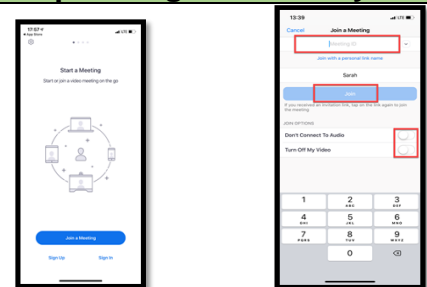 17:57
App Store
LTE
Start a Meeting
Start or join a video meeting on the go
Join a Meeting
Sign Up
Sign In
13:39
LTE
Cancel
Join a Meeting
Meeting ID
Join with a personal link name
Sarah
Join
If you received an invitation link, tap on the link again to join
the meeting
JOIN OPTIONS
Don't Connect To Audio
Turn Off My Video
1
2
ABC
3
DEF
4
GHI
5
JKL
6
MNO
7
PQRS
8
TUV
9
WXYZ
0